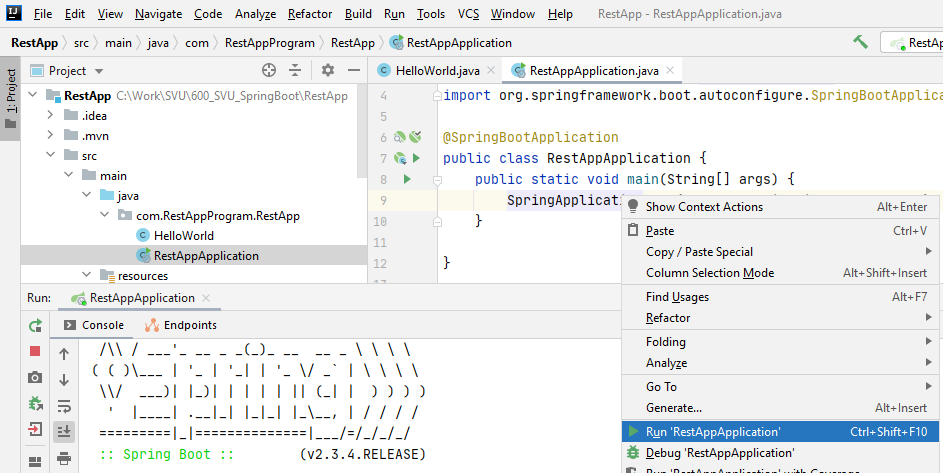 IJ File Edit View Navigate Code Analyze Refactor Build Run Tools VCS Window Help RestApp - RestAppApplication.java
RestApp src main java com RestAppProgram RestApp RestAppApplication RestAp
1: Project
Project
RestApp C:\Work\SVU\600_SVU_SpringBoot\RestApp
.idea
.mvn
src
main
java
com.RestAppProgram.RestApp
HelloWorld
RestAppApplication
resources
HelloWorld.java RestAppApplication.java
4 import org.springframework.boot.autoconfigure.SpringBootApplica
5
6 @SpringBootApplication
7 public class RestAppApplication {
8 public static void main(String[] args) {
9 SpringApplicati
10 }
11
12 }
13
Show Context Actions Alt+Enter
Paste Ctrl+V
Copy / Paste Special
Column Selection Mode Alt+Shift+Insert
Find Usages Alt+F7
Refactor
Folding
Analyze
Go To
Generate... Alt+Insert
Run 'RestAppApplication' Ctrl+Shift+F10
Debug 'RestAppApplication'
Run 'RestAppApplication' with Coverage
Run: RestAppApplication
Console Endpoints
/\\ / ___'_ __ _ _(_)_ __  __ _ \ \ \ \
( ( )\___ | '_ | '_| | '_ \/ _` | \ \ \ \
\\/  ___)| |_)| | | | | || (_| |  ) ) ) )
'  |____| .__|_| |_|_| |_\__, | / / / /
=========|_|==============|___/=/_/_/_/
:: Spring Boot :: (v2.3.4.RELEASE)